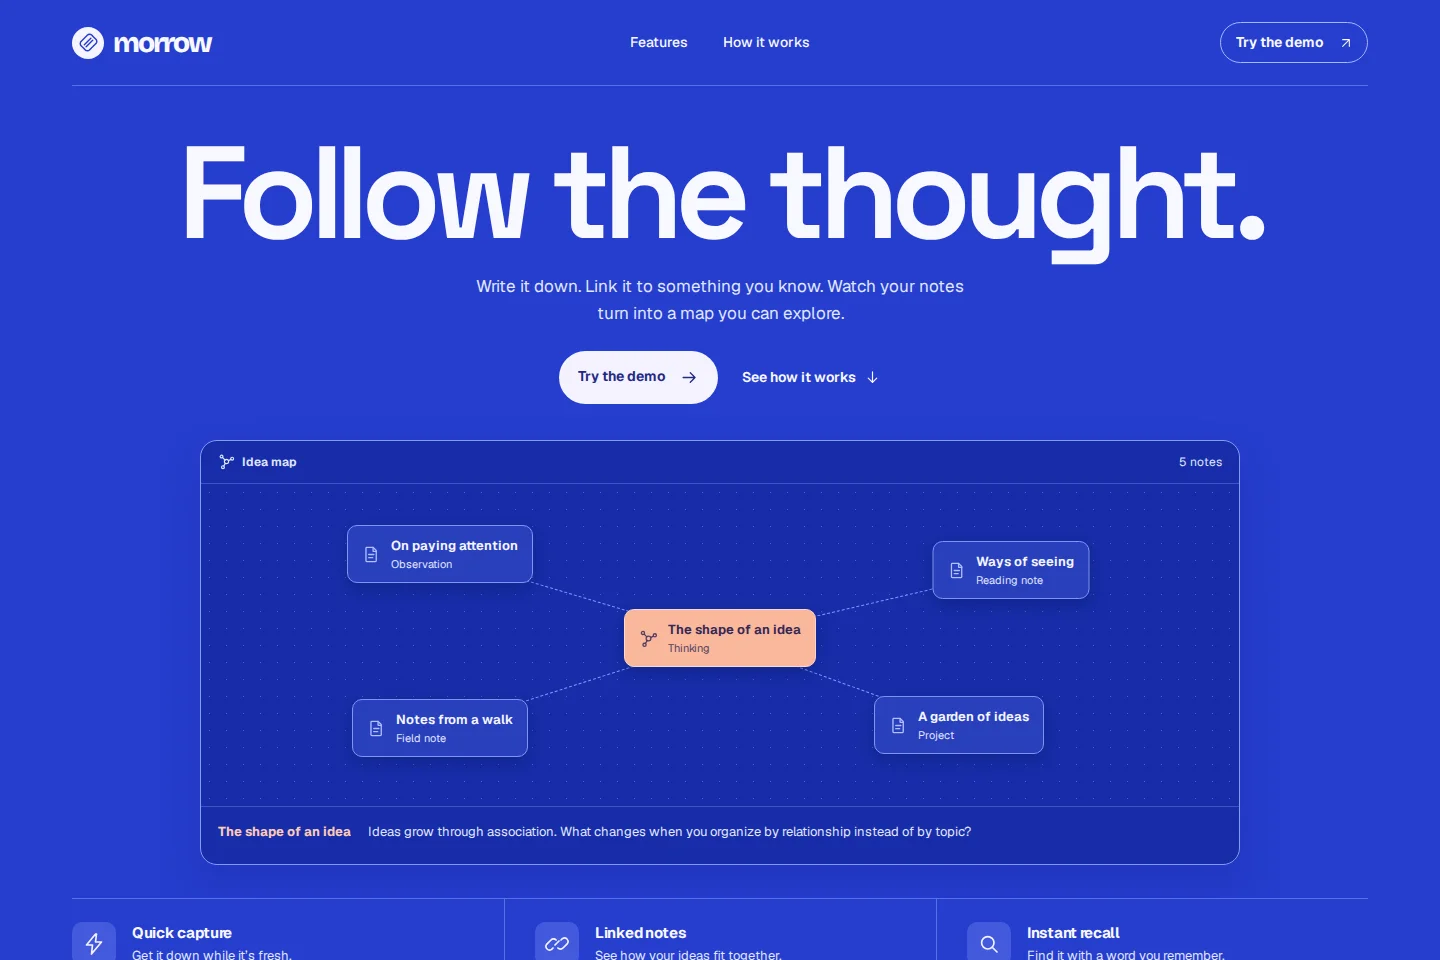 morrow
Features
How it works
Try the demo
Follow the thought.
Write it down. Link it to something you know. Watch your notes
turn into a map you can explore.
Try the demo
See how it works
Idea map
5 notes
On paying attention
Observation
Ways of seeing
Reading note
The shape of an idea
Thinking
Notes from a walk
Field note
A garden of ideas
Project
The shape of an idea
Ideas grow through association. What changes when you organize by relationship instead of by topic?
Quick capture
Get it down while it's fresh.
Linked notes
See how your ideas fit together.
Instant recall
Find it with a word you remember.